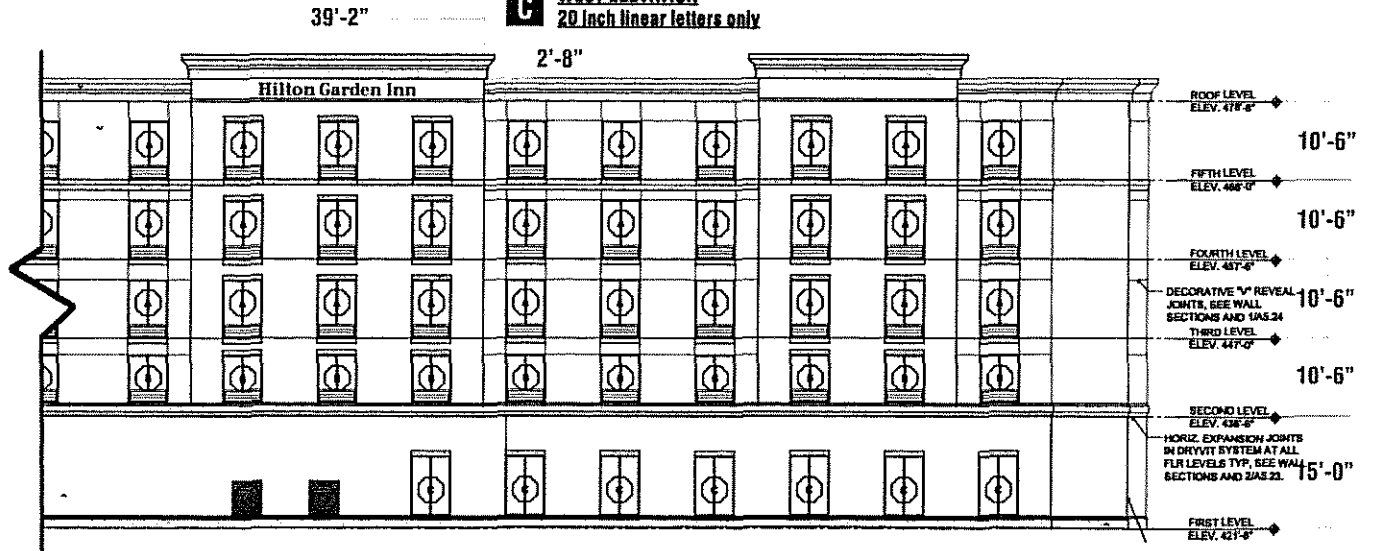 39'-2"
C
20 inch linear letters only
2'-8"
Hilton Garden Inn
ROOF LEVEL
10'-6"
FIFTH LEVEL
10'-6"
FOURTH LEVEL
DECORATIVE "V" REVEAL
10'-6"
JOINTS, SEE WALL
SECTIONS AND 1/A5.24
THIRD LEVEL
ELEV. 447'-0"
10'-6"
SECOND LEVEL
HORIZ. EXPANSION JOINTS
IN DRYVIT SYSTEM AT ALL
FLR LEVELS TYP, SEE WALL
15'-0"
SECTIONS AND 2/A5.23.
FIRST LEVEL
ELEV. 421'-6"